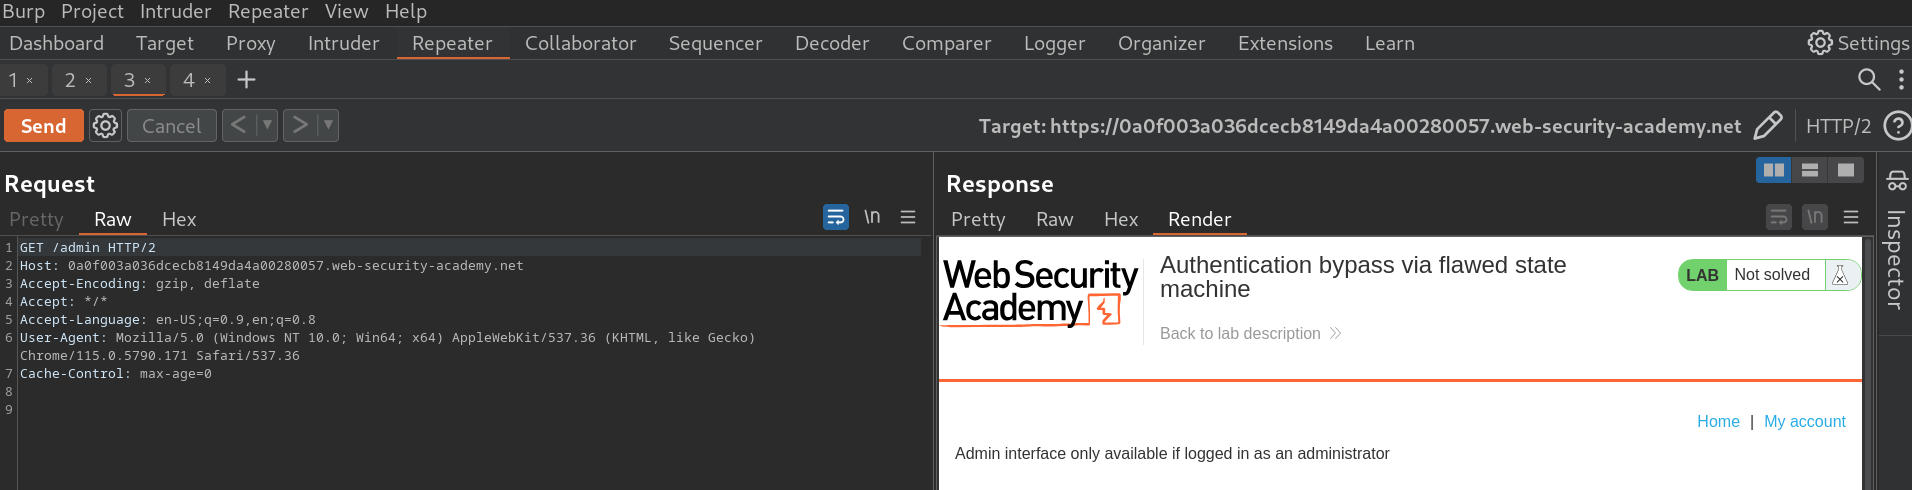 Burp Project Intruder Repeater View Help
Dashboard Target Proxy Intruder Repeater Collaborator Sequencer Decoder Comparer Logger Organizer Extensions Learn Settings
1 × 2 × 3 × 4 × +
Send Cancel < > Target: https://0a0f003a036dcecb8149da4a00280057.web-security-academy.net HTTP/2 ?
Request
Pretty Raw Hex \n
1 GET /admin HTTP/2
2 Host: 0a0f003a036dcecb8149da4a00280057.web-security-academy.net
3 Accept-Encoding: gzip, deflate
4 Accept: */*
5 Accept-Language: en-US;q=0.9,en;q=0.8
6 User-Agent: Mozilla/5.0 (Windows NT 10.0; Win64; x64) AppleWebKit/537.36 (KHTML, like Gecko)
Chrome/115.0.5790.171 Safari/537.36
7 Cache-Control: max-age=0
8
9
Response
Pretty Raw Hex Render \n
Web Security
Academy
Authentication bypass via flawed state
machine
Back to lab description
LAB Not solved
Home | My account
Admin interface only available if logged in as an administrator
Inspector